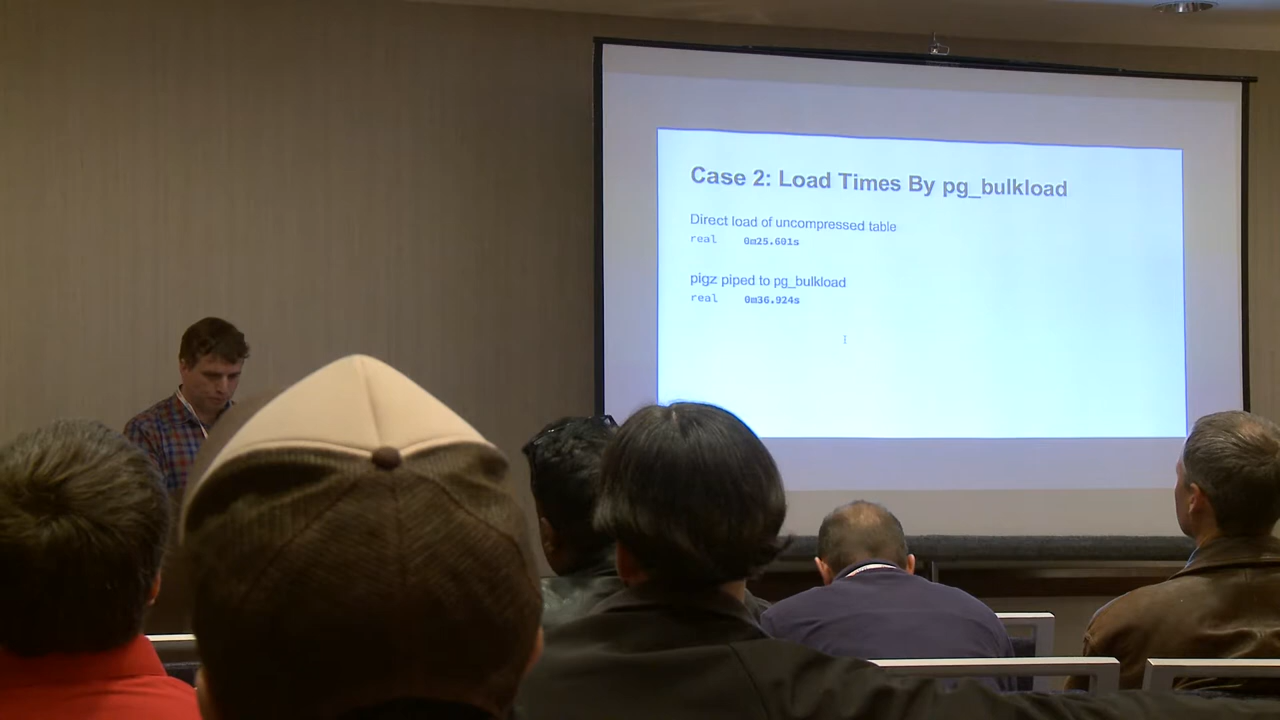 Case 2: Load Times By pg_bulkload
Direct load of uncompressed table
real 0m25.601s
pigz piped to pg_bulkload
real 0m36.924s